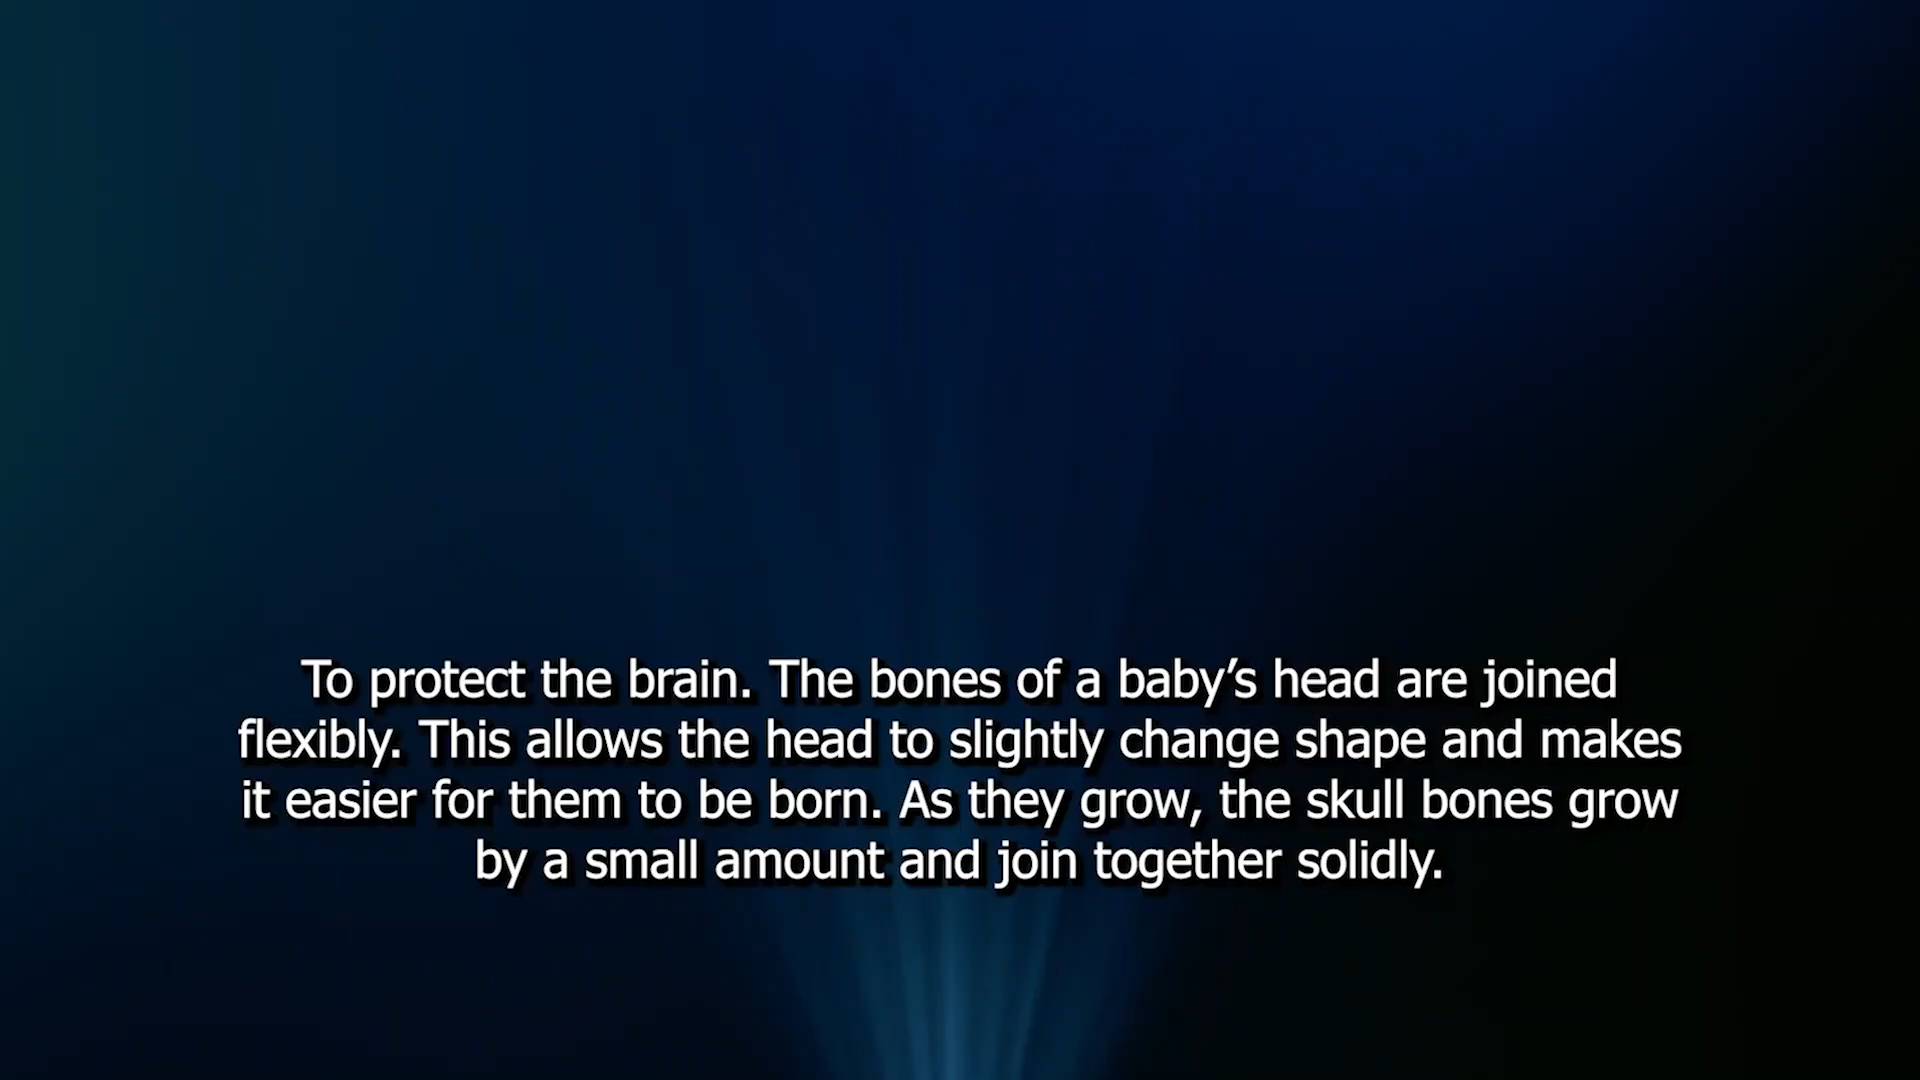 To protect the brain. The bones of a baby’s head are joined
flexibly. This allows the head to slightly change shape and makes
it easier for them to be born. As they grow, the skull bones grow
by a small amount and join together solidly.